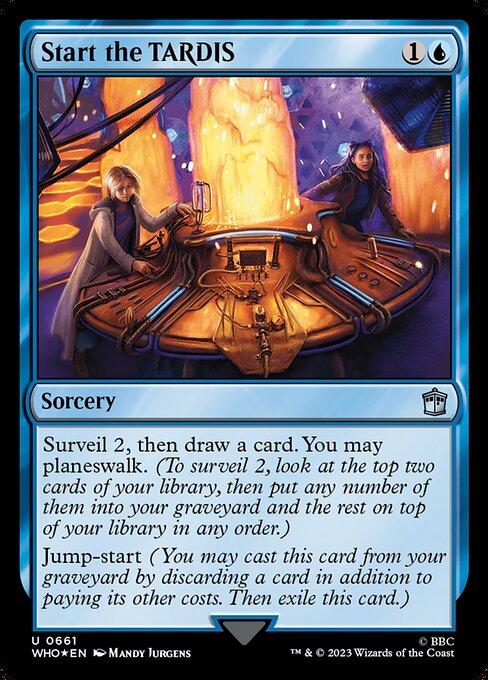 Start the TARDIS 1
Sorcery
Surveil 2, then draw a card. You may
planeswalk. (To surveil 2, look at the top two
cards of your library, then put any number of
them into your graveyard and the rest on top
of your library in any order.)
Jump-start (You may cast this card from your
graveyard by discarding a card in addition to
paying its other costs. Then exile this card.)
U 0661
© BBC
WHO★EN Mandy Jurgens
™ & © 2023 Wizards of the Coast